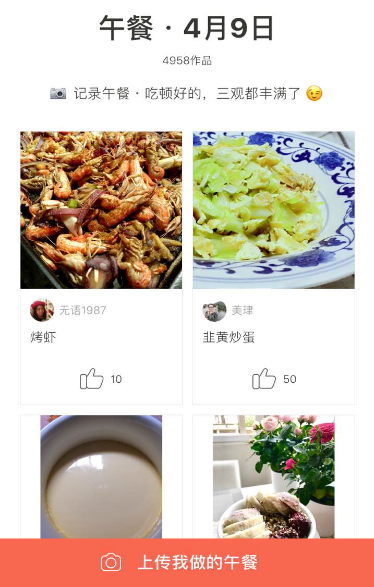 午餐 · 4月9日
4958作品
📷 记录午餐 · 吃顿好的，三观都丰满了 😉
无语1987
美珒
烤虾
韭黄炒蛋
10
50
上传我做的午餐